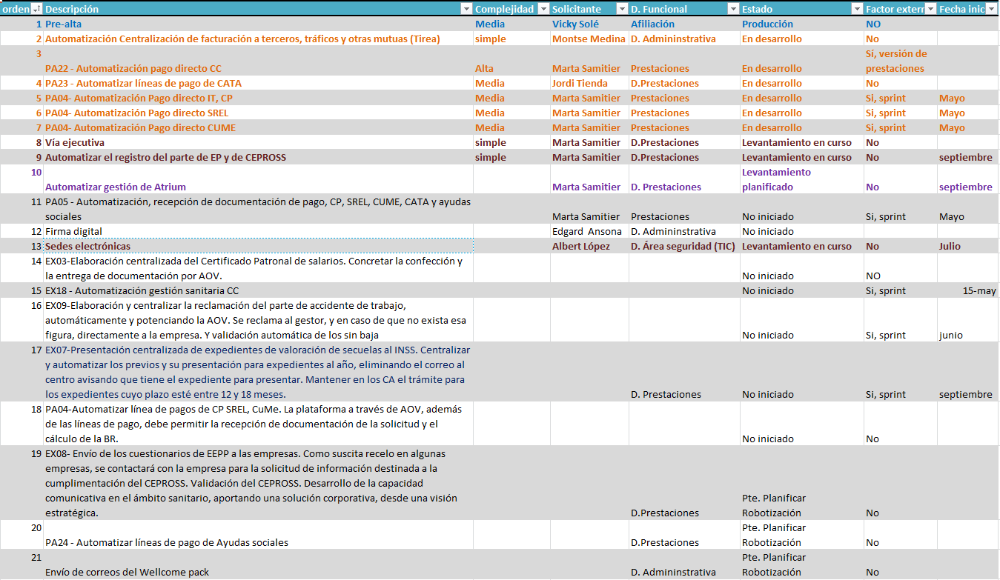 orden Descripción Complejidad Solicitante D. Funcional Estado Factor extern Fecha inic
1 Pre-alta Media Vicky Solé Afiliación Producción NO
2 Automatización Centralización de facturación a terceros, tráficos y otras mutuas (Tirea) simple Montse Medina D. Admininstrativa En desarrollo No
3 Sí, versión de
PA22 - Automatización pago directo CC Alta Marta Samitier Prestaciones En desarrollo prestaciones
4 PA23 - Automatizar líneas de pago de CATA Media Jordi Tienda D.Prestaciones En desarrollo No
5 PA04- Automatización Pago directo IT, CP Media Marta Samitier Prestaciones En desarrollo Si, sprint Mayo
6 PA04- Automatización Pago directo SREL Media Marta Samitier Prestaciones En desarrollo Si, sprint Mayo
7 PA04- Automatización Pago directo CUME Media Marta Samitier Prestaciones En desarrollo Si, sprint Mayo
8 Vía ejecutiva simple Marta Samitier D.Prestaciones Levantamiento en curso No
9 Automatizar el registro del parte de EP y de CEPROSS simple Marta Samitier D.Prestaciones Levantamiento en curso No septiembre
10 Levantamiento
Automatizar gestión de Atrium Marta Samitier D. Prestaciones planificado No septiembre
11 PA05 - Automatización, recepción de documentación de pago, CP, SREL, CUME, CATA y ayudas
sociales Marta Samitier Prestaciones No iniciado Si, sprint Mayo
12 Firma digital Edgard Ansona D. Admininstrativa No iniciado
13 Sedes electrónicas Albert López D. Área seguridad (TIC) Levantamiento en curso No Julio
14 EX03-Elaboración centralizada del Certificado Patronal de salarios. Concretar la confección y
la entrega de documentación por AOV. No iniciado NO
15 EX18 - Automatización gestión sanitaria CC No iniciado Si, sprint 15-may
16 EX09-Elaboración y centralizar la reclamación del parte de accidente de trabajo,
automáticamente y potenciando la AOV. Se reclama al gestor, y en caso de que no exista esa
figura, directamente a la empresa. Y validación automática de los sin baja No iniciado Si, sprint junio
17 EX07-Presentación centralizada de expedientes de valoración de secuelas al INSS. Centralizar
y automatizar los previos y su presentación para expedientes al año, eliminando el correo al
centro avisando que tiene el expediente para presentar. Mantener en los CA el trámite para
los expedientes cuyo plazo esté entre 12 y 18 meses. D. Prestaciones No iniciado Si, sprint septiembre
18 PA04-Automatizar línea de pagos de CP SREL, CuMe. La plataforma a través de AOV, además
de las líneas de pago, debe permitir la recepción de documentación de la solicitud y el
cálculo de la BR. No iniciado No
19 EX08- Envío de los cuestionarios de EEPP a las empresas. Como suscita recelo en algunas
empresas, se contactará con la empresa para la solicitud de información destinada a la
cumplimentación del CEPROSS. Validación del CEPROSS. Desarrollo de la capacidad
comunicativa en el ámbito sanitario, aportando una solución corporativa, desde una visión Pte. Planificar
estratégica. D.Prestaciones Robotización No
20 Pte. Planificar
PA24 - Automatizar líneas de pago de Ayudas sociales D.Prestaciones Robotización No
21 Pte. Planificar
Envío de correos del Wellcome pack D. Admininstrativa Robotización No